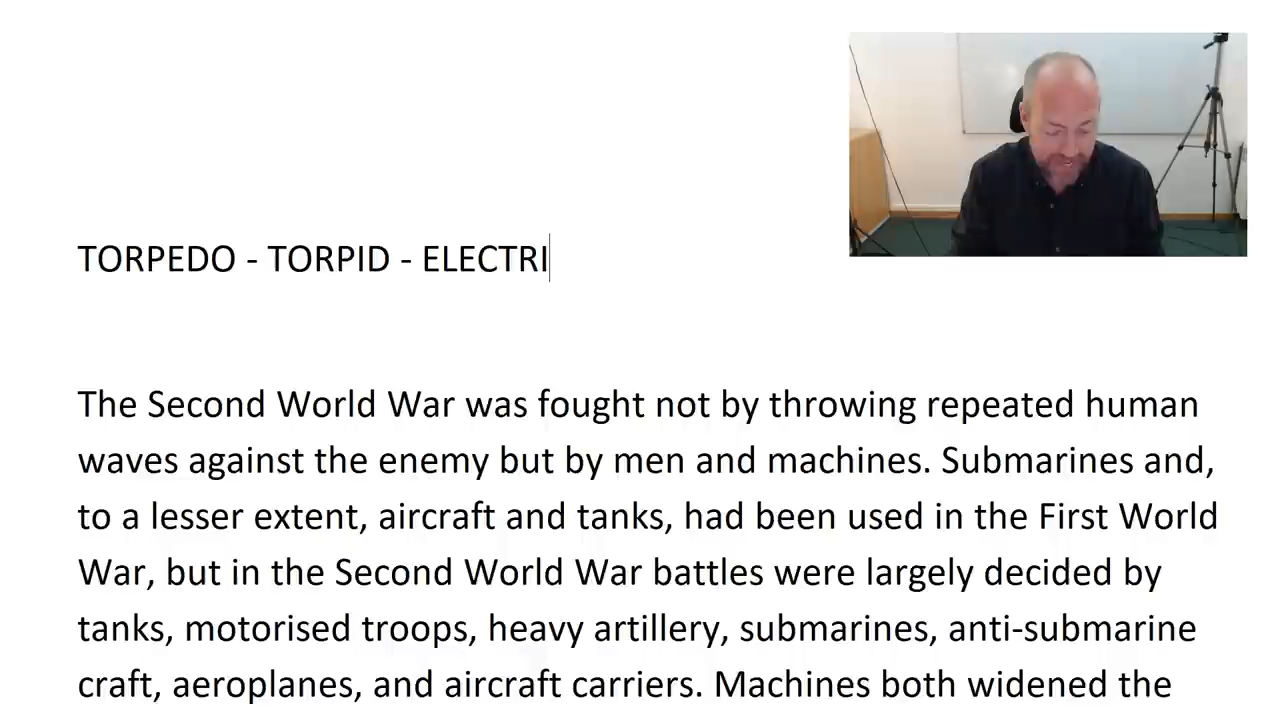 TORPEDO - TORPID - ELECTRI
The Second World War was fought not by throwing repeated human
waves against the enemy but by men and machines. Submarines and,
to a lesser extent, aircraft and tanks, had been used in the First World
War, but in the Second World War battles were largely decided by
tanks, motorised troops, heavy artillery, submarines, anti-submarine
craft, aeroplanes, and aircraft carriers. Machines both widened the